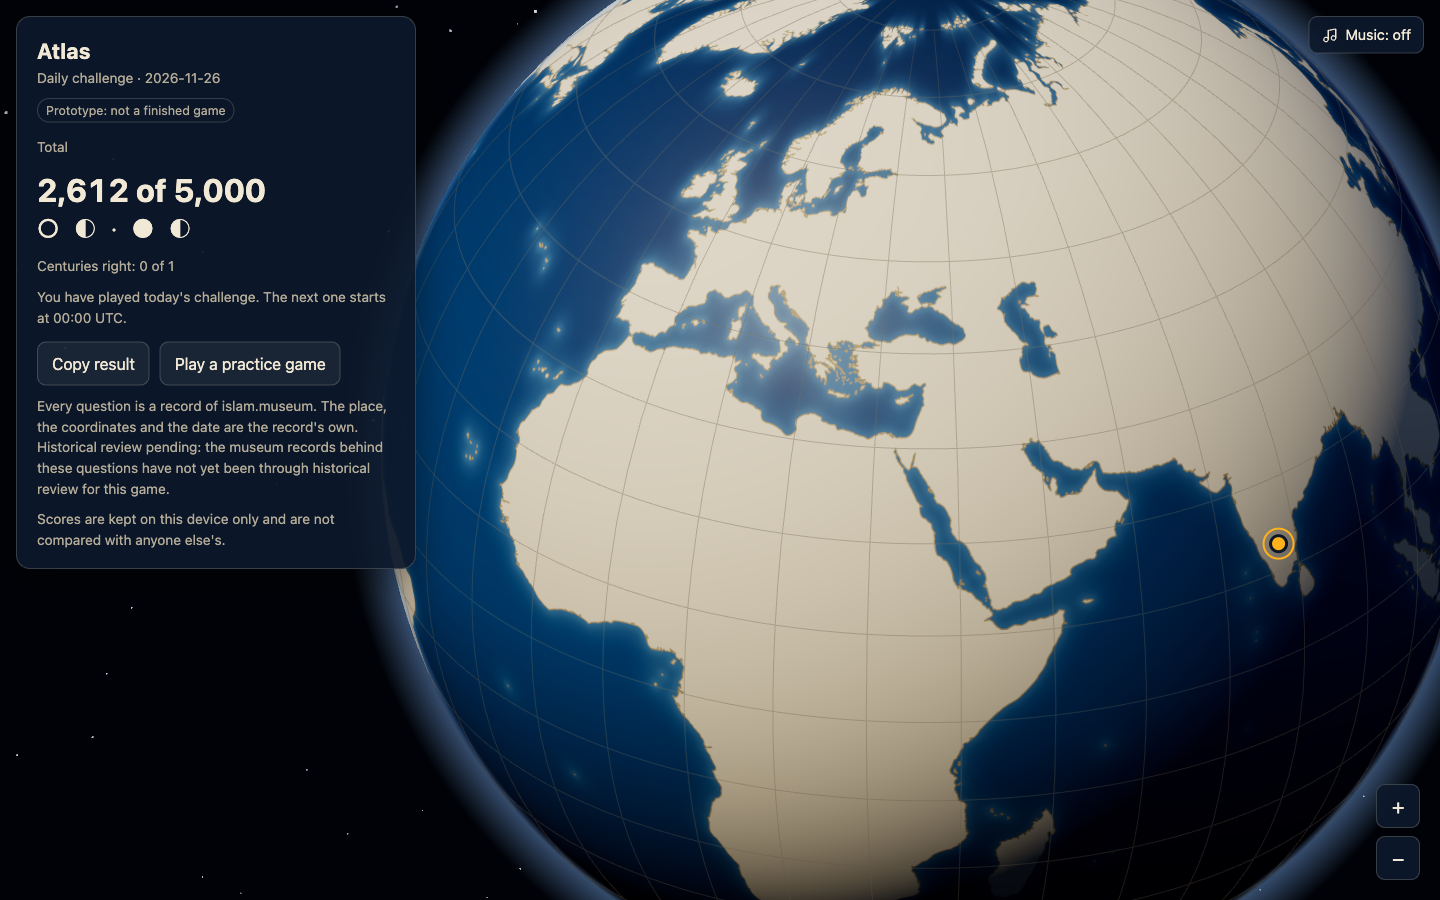 Atlas
Daily challenge · 2026-11-26
Prototype: not a finished game
Total
2,612 of 5,000
Centuries right: 0 of 1
You have played today's challenge. The next one starts
at 00:00 UTC.
Copy result
Play a practice game
Every question is a record of islam.museum. The place,
the coordinates and the date are the record's own.
Historical review pending: the museum records behind
these questions have not yet been through historical
review for this game.
Scores are kept on this device only and are not
compared with anyone else's.
Music: off
+
−